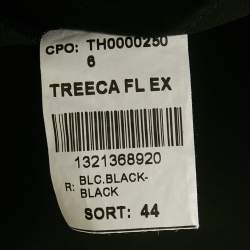 CPO: TH0000250
6
TREECA FL EX
1321368920
R: BLC.BLACK-
BLACK
SORT: 44